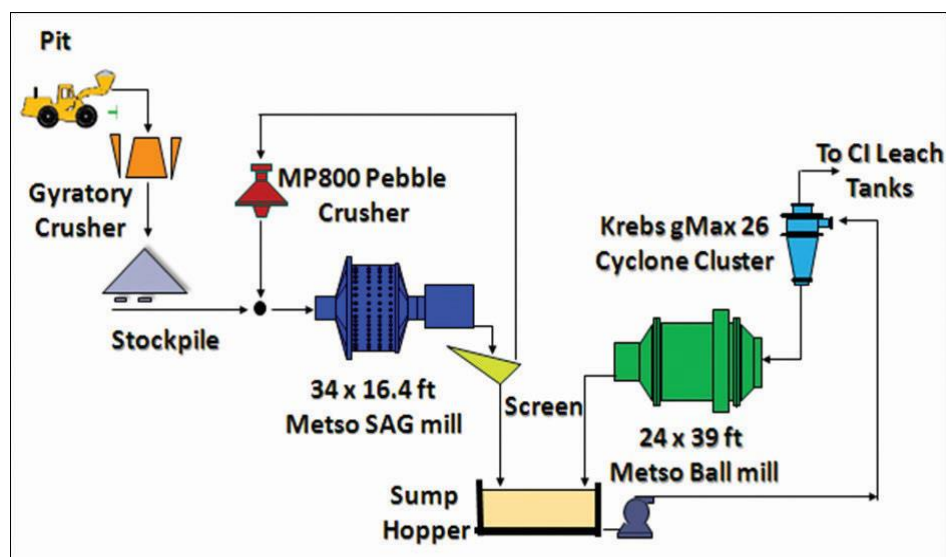 Pit
Gyratory
Crusher
MP800 Pebble
Crusher
To CI Leach
Tanks
Krebs gMax 26
Cyclone Cluster
Stockpile
34 x 16.4 ft
Metso SAG mill
Screen
24 x 39 ft
Metso Ball mill
Sump
Hopper